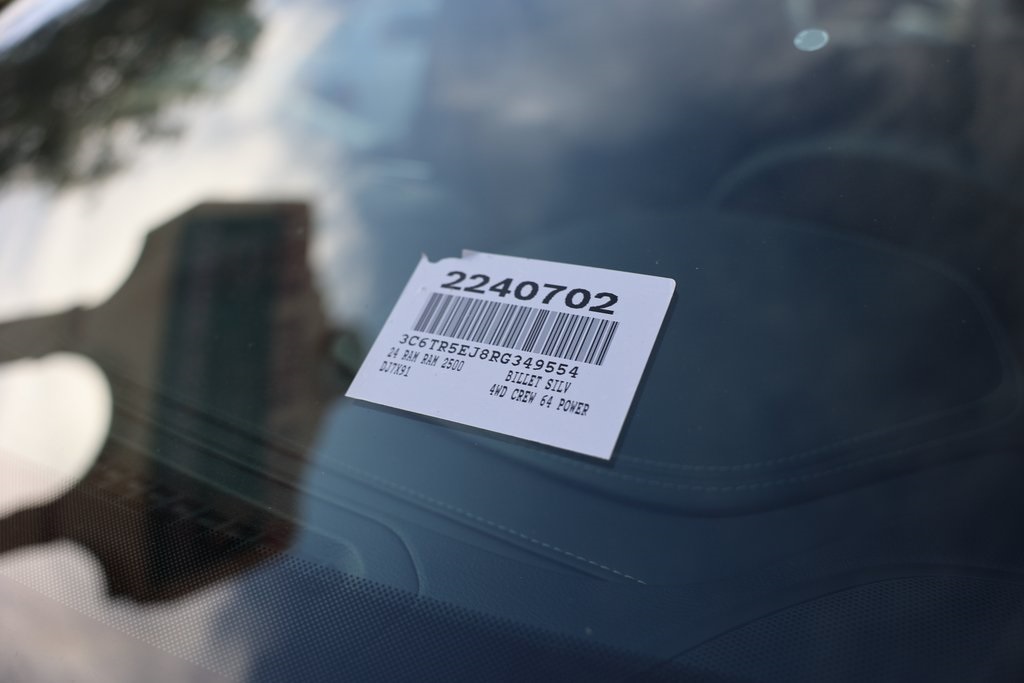 2240702
3C6TR5EJ8RG349554
24 RAM RAM 2500 BILLET SILV
DJ7X91 4WD CREW 64 POWER